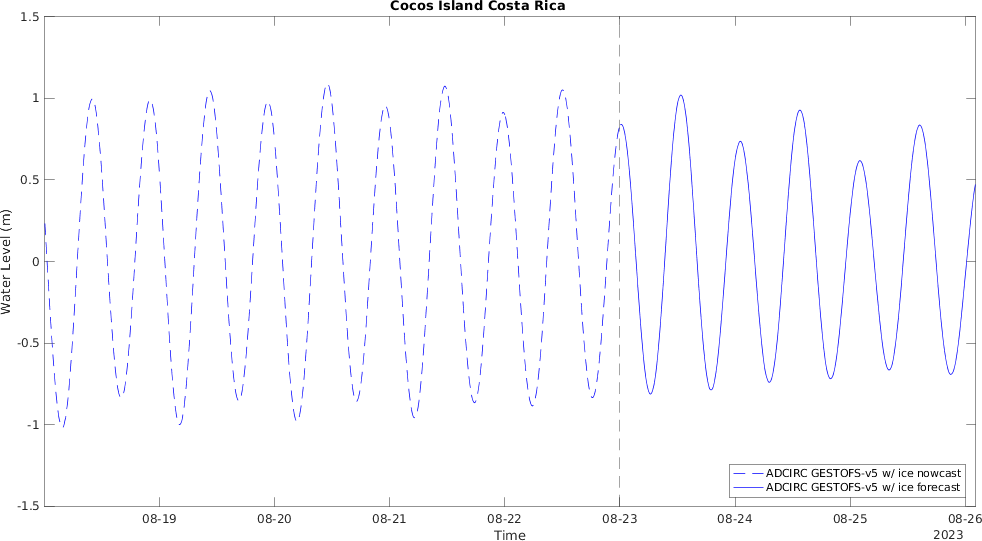 Cocos Island Costa Rica
1.5
1
0.5
0
-0.5
-1
-1.5
Water Level (m)
08-19 08-20 08-21 08-22 08-23 08-24 08-25 08-26
2023
Time
ADCIRC GESTOFS-v5 w/ ice nowcast
ADCIRC GESTOFS-v5 w/ ice forecast